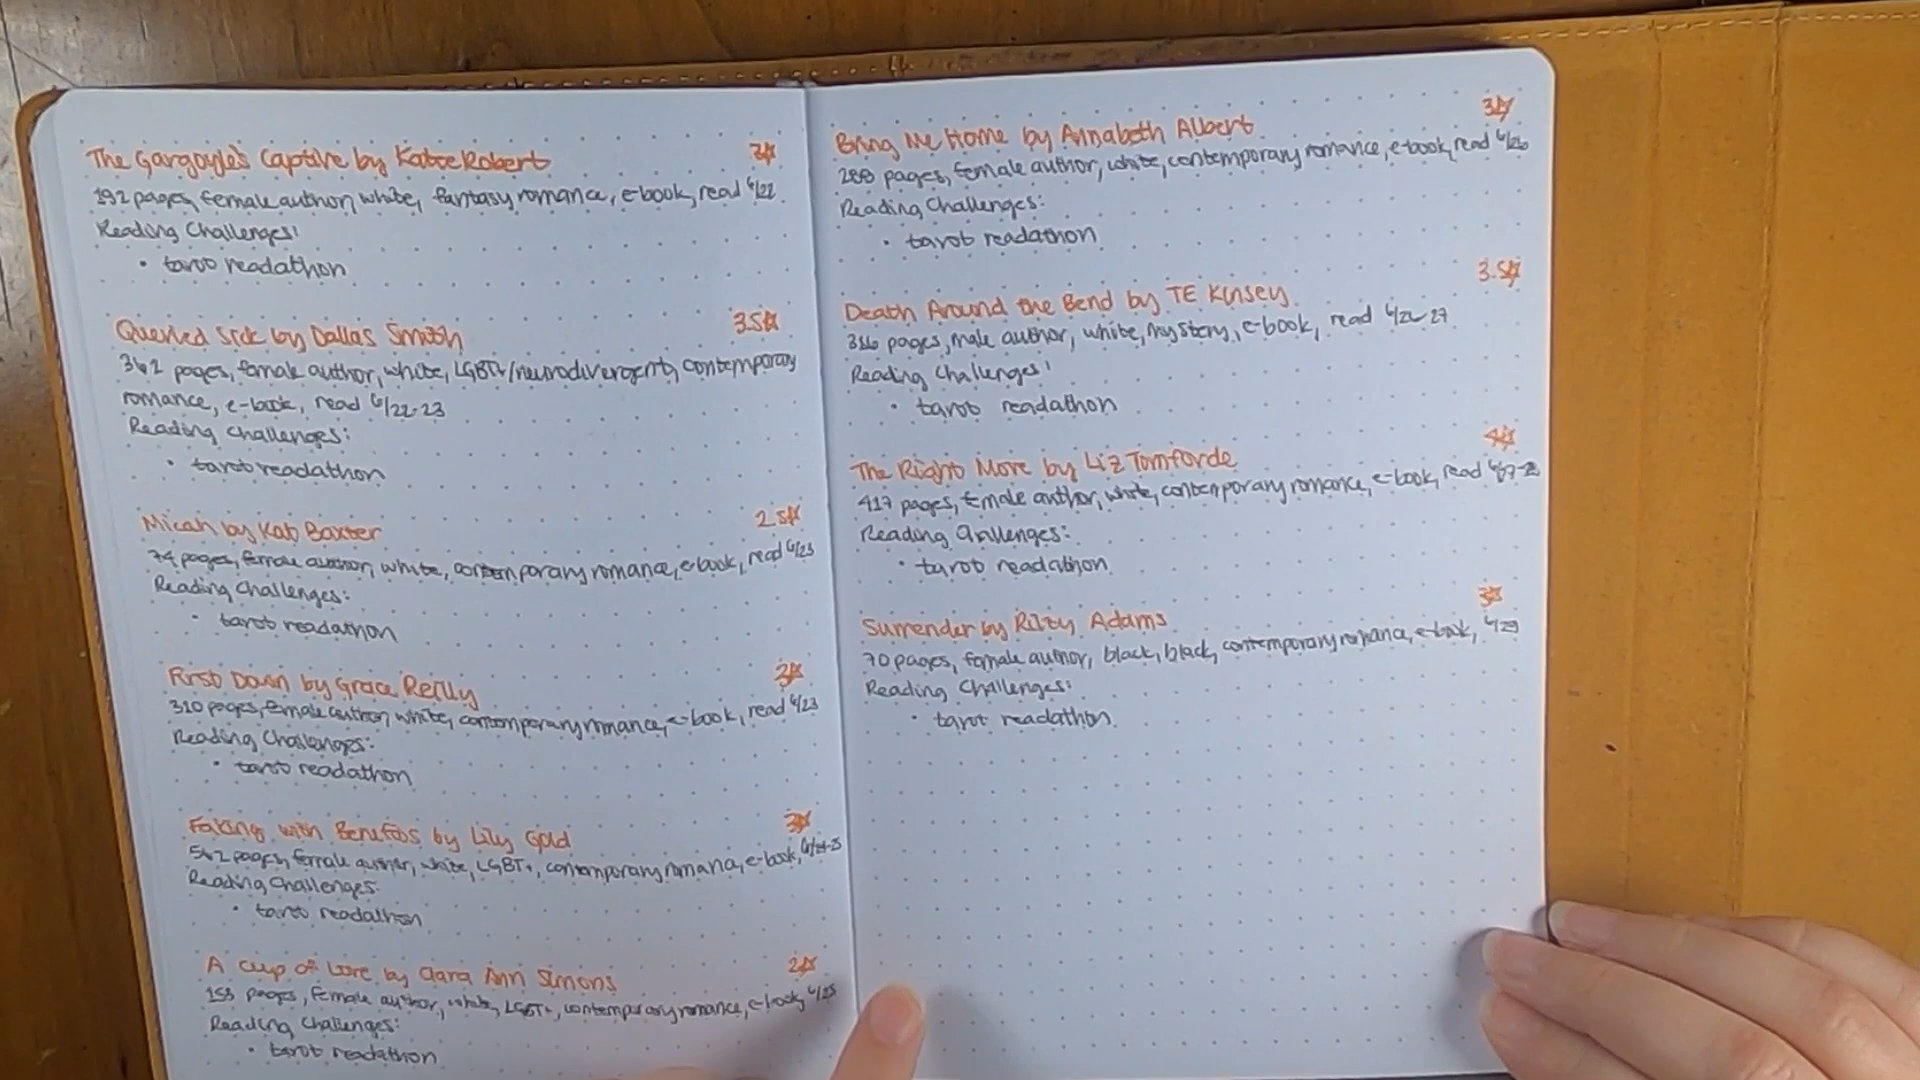 The Gargoyle's Captive by Katee Robert 3☆
192 pages, female author, white, fantasy romance, e-book, read 6/22
Reading Challenges:
• tarot readathon
Queried Sick by Dallas Smith 3.5☆
362 pages, female author, white, LGBT+/neurodivergent, contemporary
romance, e-book, read 6/22-23
Reading Challenges:
• tarot readathon
Micah by Kat Baxter 2.5☆
74 pages, female author, white, contemporary romance, e-book, read 6/23
Reading Challenges:
• tarot readathon
First Down by Grace Reilly 3☆
310 pages, female author, white, contemporary romance, e-book, read 6/23
Reading Challenges:
• tarot readathon
Faking with Benefits by Lily Gold 3☆
562 pages, female author, white, LGBT+, contemporary romance, e-book, 6/24-25
Reading Challenges:
• tarot readathon
A Cup of Love by Clara Ann Simons 2☆
153 pages, female author, white, LGBT+, contemporary romance, e-book, 6/25
Reading Challenges:
• tarot readathon
Bring Me Home by Annabeth Albert 3☆
288 pages, female author, white, contemporary romance, e-book, read 6/26
Reading Challenges:
• tarot readathon
Death Around the Bend by TE Kinsey 3.5☆
316 pages, male author, white, mystery, e-book, read 6/26-27
Reading Challenges:
• tarot readathon
The Right Move by Liz Tomforde 4☆
417 pages, female author, white, contemporary romance, e-book, read
Reading Challenges:
• tarot readathon
Surrender by Riley Adams 3☆
70 pages, female author, black, black, contemporary romance, e-book, 6/29
Reading Challenges:
• tarot readathon